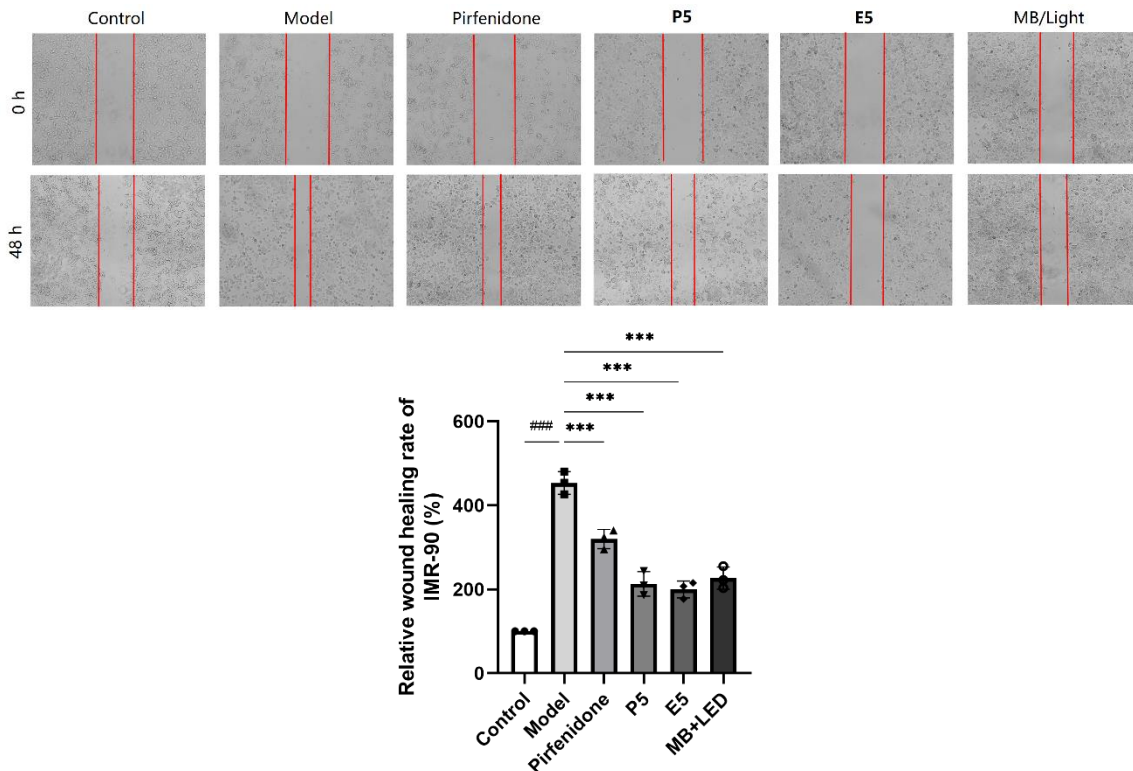 Control Model Pirfenidone P5 E5 MB/Light
0 h
48 h
***
***
***
### ***
Relative wound healing rate of
IMR-90 (%)
600
400
200
0
Control Model Pirfenidone P5 E5 MB+LED